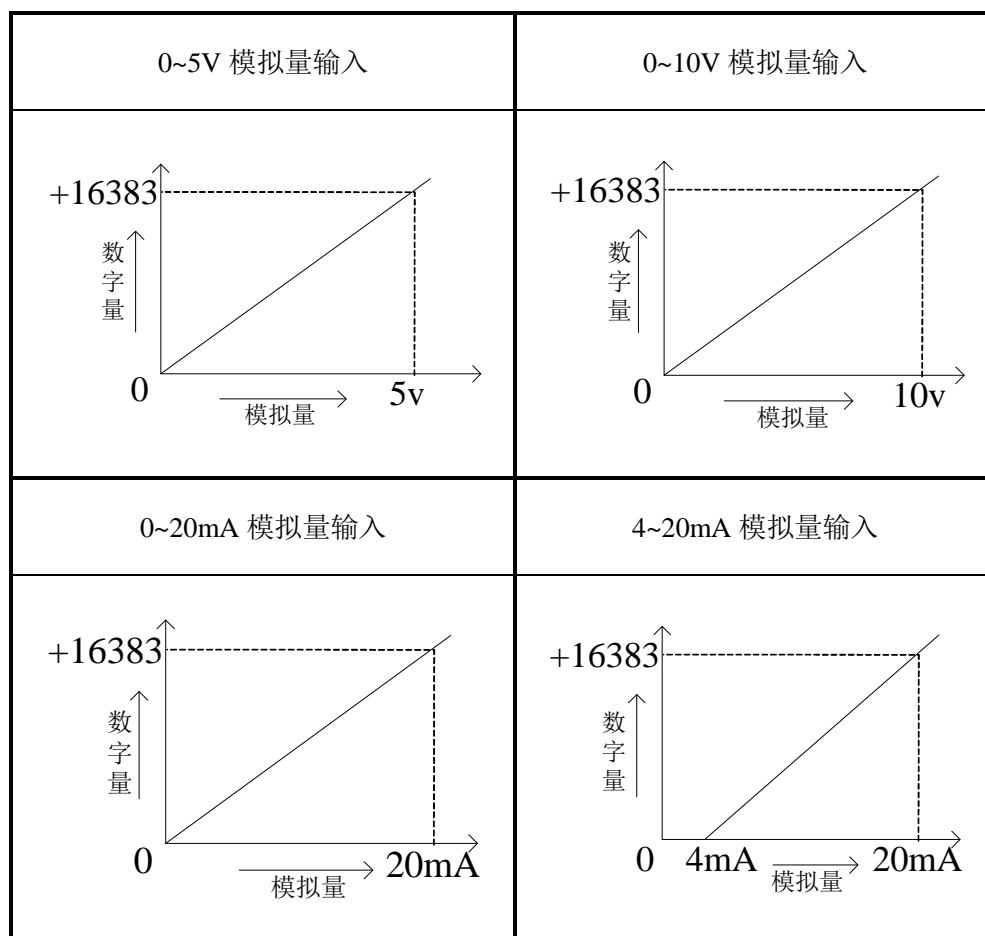 0~5V 模拟量输入
0~10V 模拟量输入
+16383
数字量
0
5v
模拟量
+16383
数字量
0
10v
模拟量
0~20mA 模拟量输入
4~20mA 模拟量输入
+16383
数字量
0
20mA
模拟量
+16383
数字量
0
4mA
20mA
模拟量